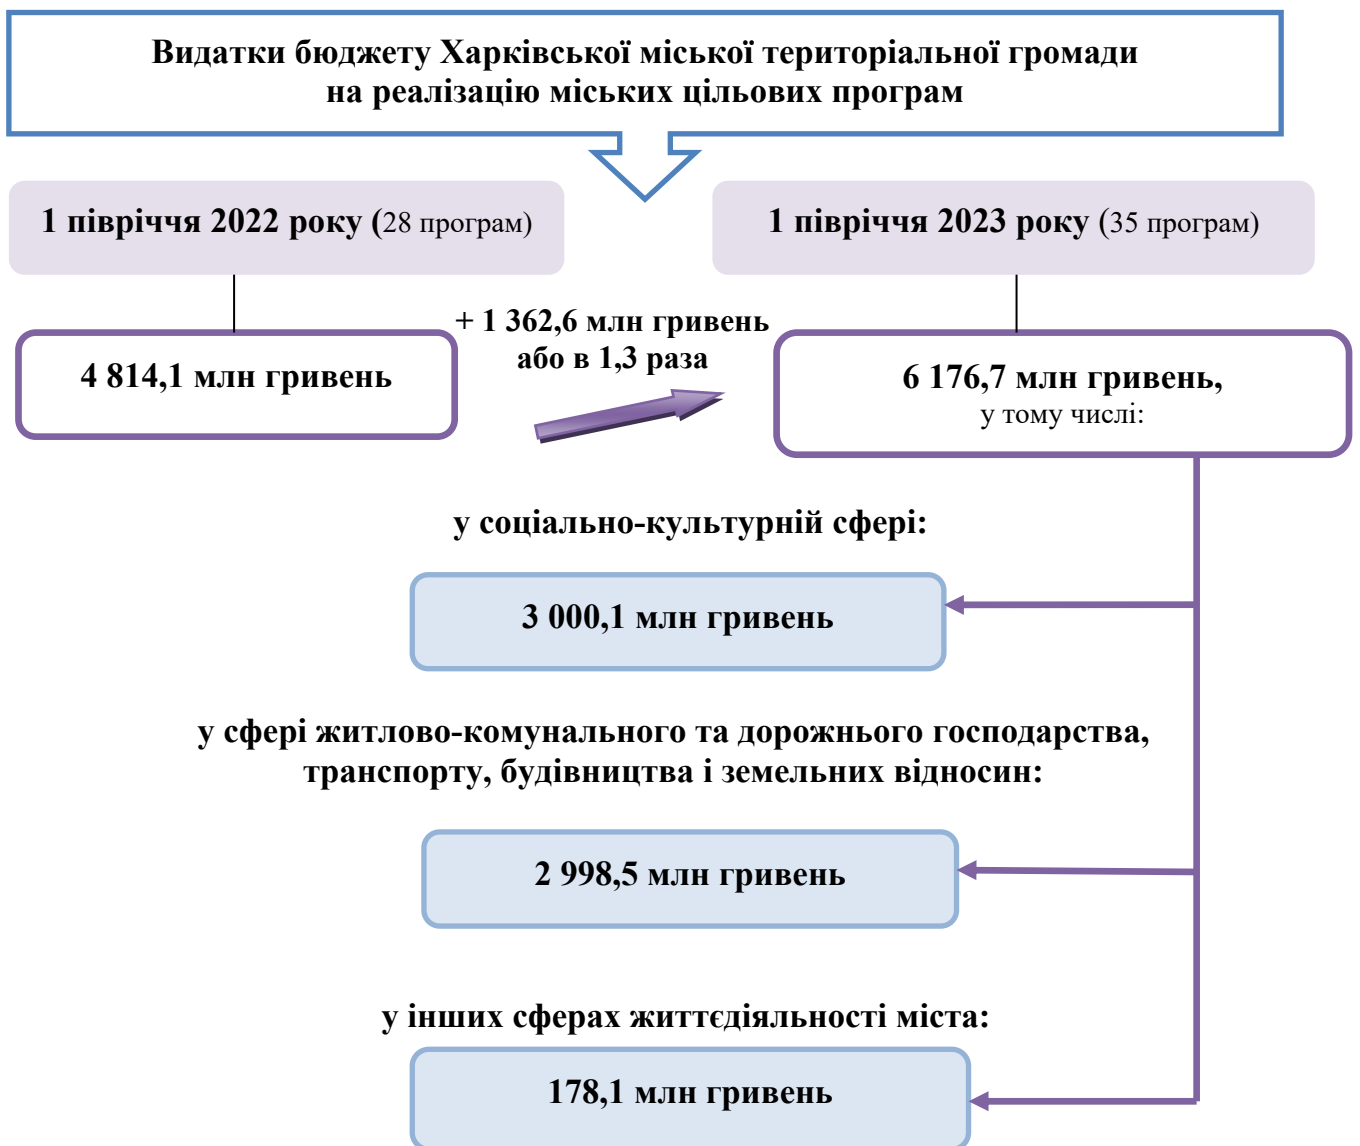 Видатки бюджету Харківської міської територіальної громади
на реалізацію міських цільових програм
1 півріччя 2022 року (28 програм)
1 півріччя 2023 року (35 програм)
+ 1 362,6 млн гривень
або в 1,3 раза
4 814,1 млн гривень
6 176,7 млн гривень,
у тому числі:
у соціально-культурній сфері:
3 000,1 млн гривень
у сфері житлово-комунального та дорожнього господарства,
транспорту, будівництва і земельних відносин:
2 998,5 млн гривень
у інших сферах життєдіяльності міста:
178,1 млн гривень